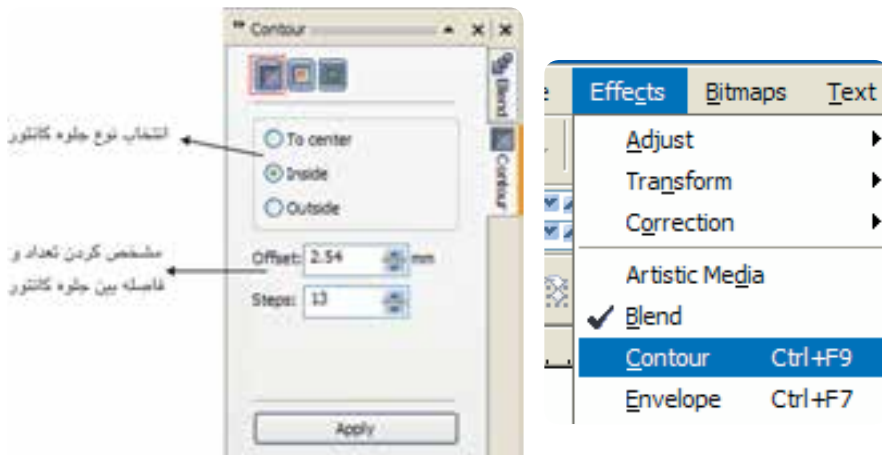 Contour
Blend
Contour
To center
Inside
Outside
Offset: 2.54 mm
Steps: 13
Apply
انتخاب نوع جلوه کانتور
مشخص کردن تعداد و
فاصله بین جلوه کانتور
Effects Bitmaps Text
Adjust
Transform
Correction
Artistic Media
Blend
Contour Ctrl+F9
Envelope Ctrl+F7